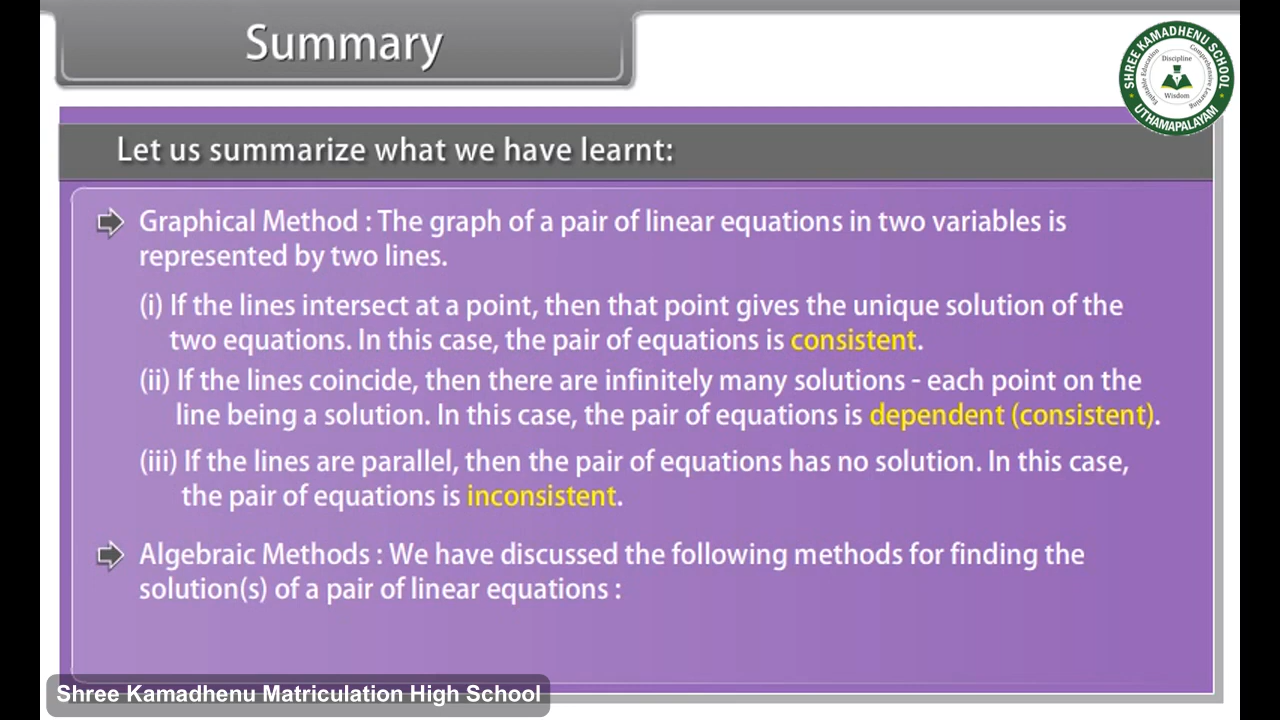 Summary
SHREE KAMADHENU SCHOOL
Equitable Education
Comprehensive Learning
Discipline
Wisdom
UTHAMAPALAYAM
Let us summarize what we have learnt:
Graphical Method : The graph of a pair of linear equations in two variables is
represented by two lines.
(i) If the lines intersect at a point, then that point gives the unique solution of the
two equations. In this case, the pair of equations is consistent.
(ii) If the lines coincide, then there are infinitely many solutions - each point on the
line being a solution. In this case, the pair of equations is dependent (consistent).
(iii) If the lines are parallel, then the pair of equations has no solution. In this case,
the pair of equations is inconsistent.
Algebraic Methods : We have discussed the following methods for finding the
solution(s) of a pair of linear equations :
Shree Kamadhenu Matriculation High School